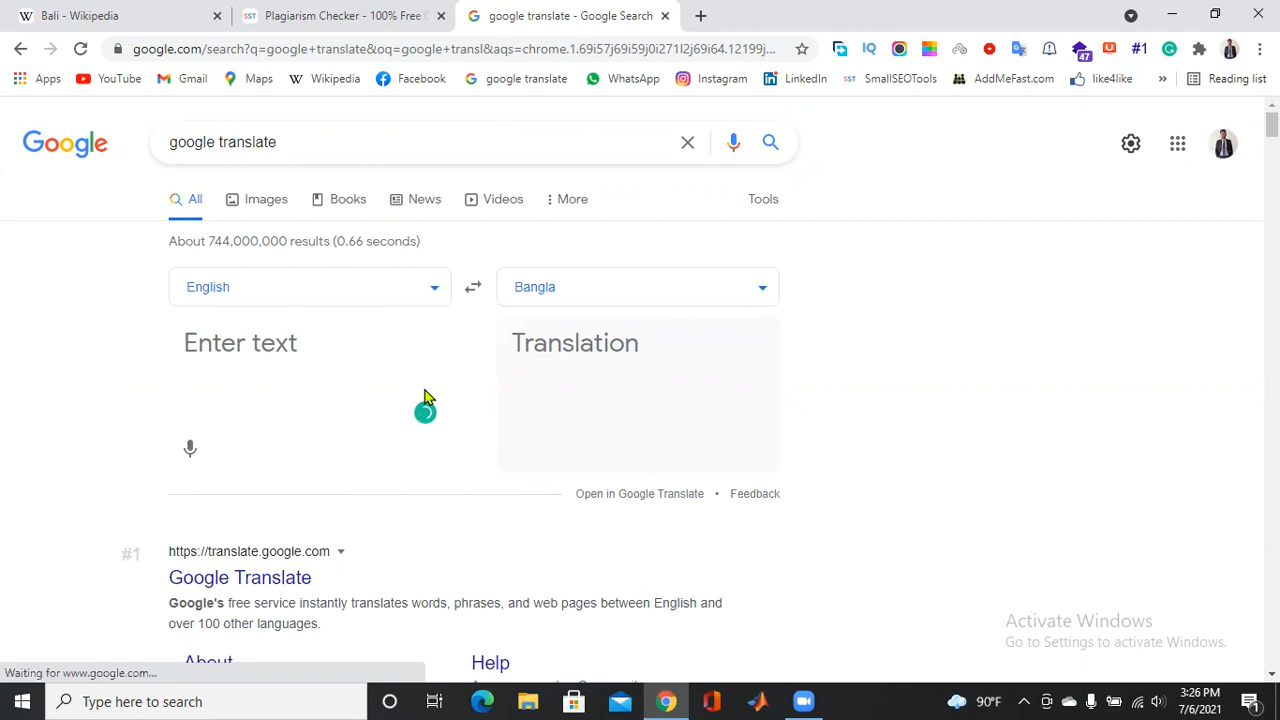 Bali - Wikipedia
Plagiarism Checker - 100% Free
google translate - Google Search
google.com/search?q=google+translate&oq=google+transl&aqs=chrome.1.69i57j69i59j0i271l2j69i64.12199j...
IQ
47
#1
Apps
YouTube
Gmail
Maps
Wikipedia
Facebook
google translate
WhatsApp
Instagram
LinkedIn
SST
SmallSEOTools
AddMeFast.com
like4like
»
Reading list
Google
google translate
All
Images
Books
News
Videos
More
Tools
About 744,000,000 results (0.66 seconds)
English
Bangla
Enter text
Translation
Open in Google Translate • Feedback
#1
https://translate.google.com
Google Translate
Google's free service instantly translates words, phrases, and web pages between English and
over 100 other languages.
Activate Windows
Go to Settings to activate Windows.
About
Help
Waiting for www.google.com...
Type here to search
90°F
3:26 PM
7/6/2021
1